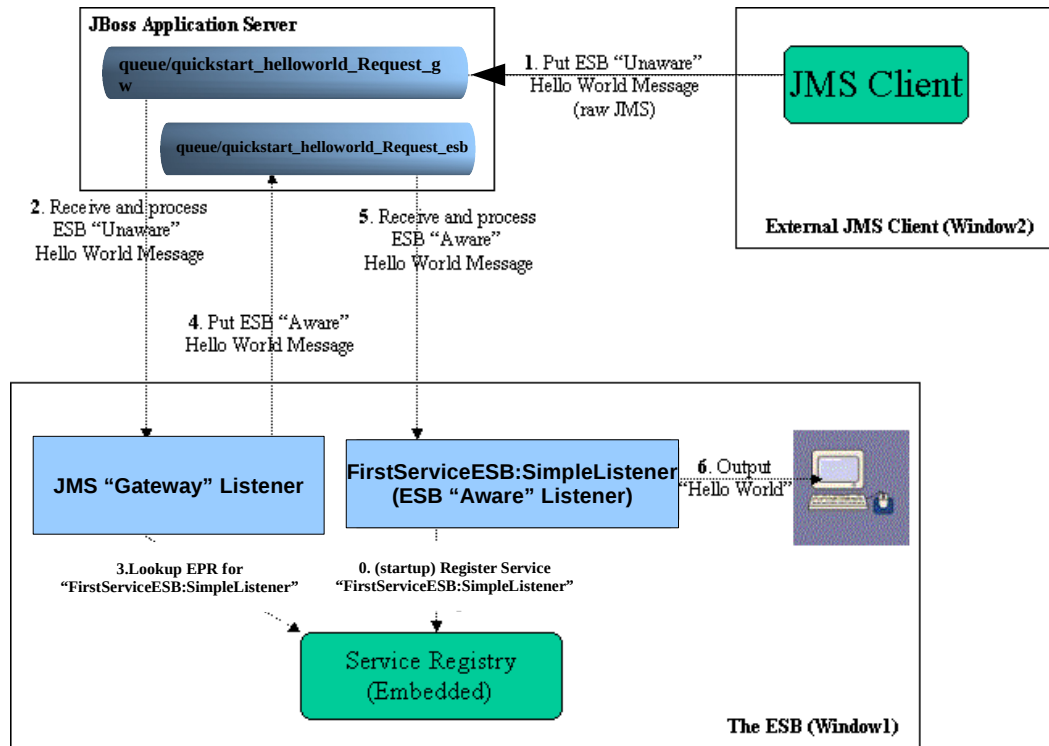 JBoss Application Server
queue/quickstart_helloworld_Request_g
w
queue/quickstart_helloworld_Request_esb
1. Put ESB “Unaware”
Hello World Message
(raw JMS)
JMS Client
External JMS Client (Window2)
2. Receive and process
ESB “Unaware”
Hello World Message
5. Receive and process
ESB “Aware”
Hello World Message
4. Put ESB “Aware”
Hello World Message
JMS “Gateway” Listener
FirstServiceESB:SimpleListener
(ESB “Aware” Listener)
6. Output
“Hello World”
3.Lookup EPR for
“FirstServiceESB:SimpleListener”
0. (startup) Register Service
“FirstServiceESB:SimpleListener”
Service Registry
(Embedded)
The ESB (Window1)